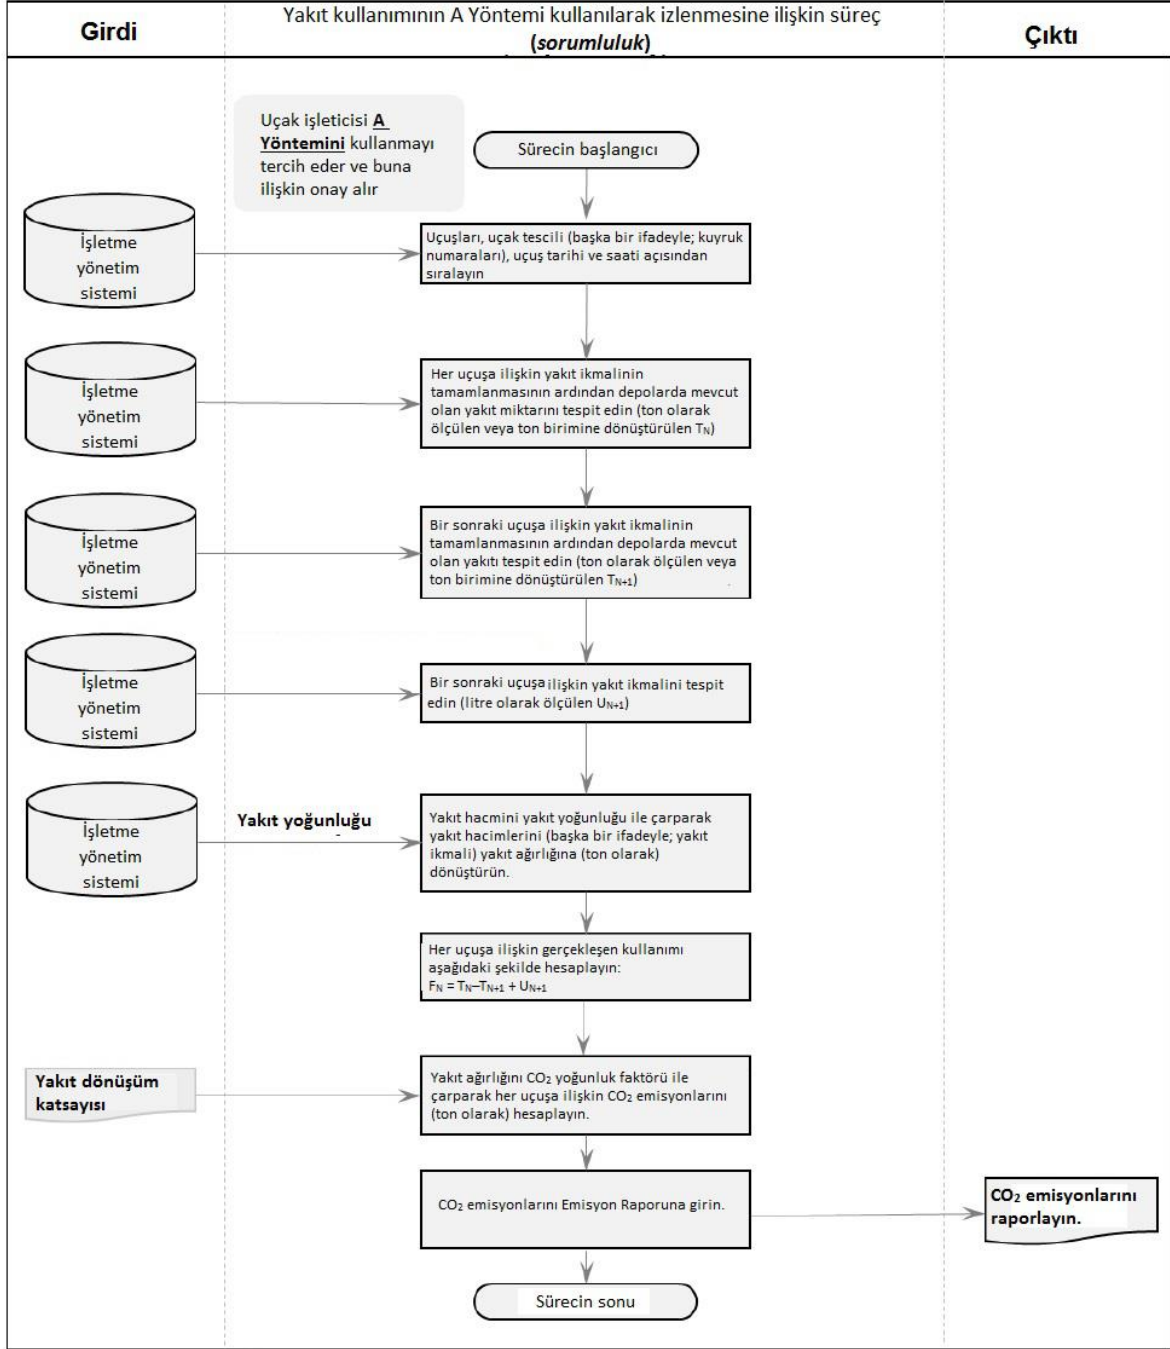 Girdi
Yakıt kullanımının A Yöntemi kullanılarak izlenmesine ilişkin süreç
(sorumluluk)
Çıktı
Uçak işleticisi A
Yöntemini kullanmayı
tercih eder ve buna
ilişkin onay alır
Sürecin başlangıcı
İşletme
yönetim
sistemi
Uçuşları, uçak tescili (başka bir ifadeyle; kuyruk
numaraları), uçuş tarihi ve saati açısından
sıralayın
İşletme
yönetim
sistemi
Her uçuşa ilişkin yakıt ikmalinin
tamamlanmasının ardından depolarda mevcut
olan yakıt miktarını tespit edin (ton olarak
ölçülen veya ton birimine dönüştürülen TN)
İşletme
yönetim
sistemi
Bir sonraki uçuşa ilişkin yakıt ikmalinin
tamamlanmasının ardından depolarda mevcut
olan yakıtı tespit edin (ton olarak ölçülen veya
ton birimine dönüştürülen TN+1)
İşletme
yönetim
sistemi
Bir sonraki uçuşa ilişkin yakıt ikmalini tespit
edin (litre olarak ölçülen UN+1)
İşletme
yönetim
sistemi
Yakıt yoğunluğu
Yakıt hacmini yakıt yoğunluğu ile çarparak
yakıt hacimlerini (başka bir ifadeyle; yakıt
ikmali) yakıt ağırlığına (ton olarak)
dönüştürün.
Her uçuşa ilişkin gerçekleşen kullanımı
aşağıdaki şekilde hesaplayın:
FN = TN–TN+1 + UN+1
Yakıt dönüşüm
katsayısı
Yakıt ağırlığını CO2 yoğunluk faktörü ile
çarparak her uçuşa ilişkin CO2 emisyonlarını
(ton olarak) hesaplayın.
CO2 emisyonlarını Emisyon Raporuna girin.
CO2 emisyonlarını
raporlayın.
Sürecin sonu